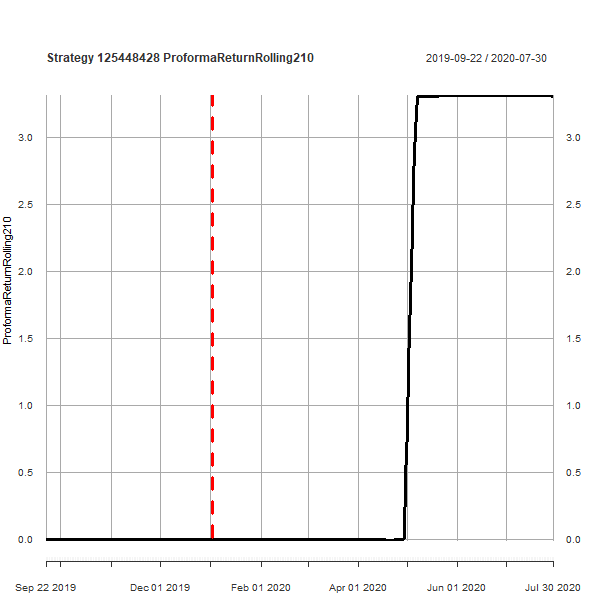 Strategy 125448428 ProformaReturnRolling210
2019-09-22 / 2020-07-30
ProformaReturnRolling210
3.0 3.0
2.5 2.5
2.0 2.0
1.5 1.5
1.0 1.0
0.5 0.5
0.0 0.0
Sep 22 2019 Dec 01 2019 Feb 01 2020 Apr 01 2020 Jun 01 2020 Jul 30 2020